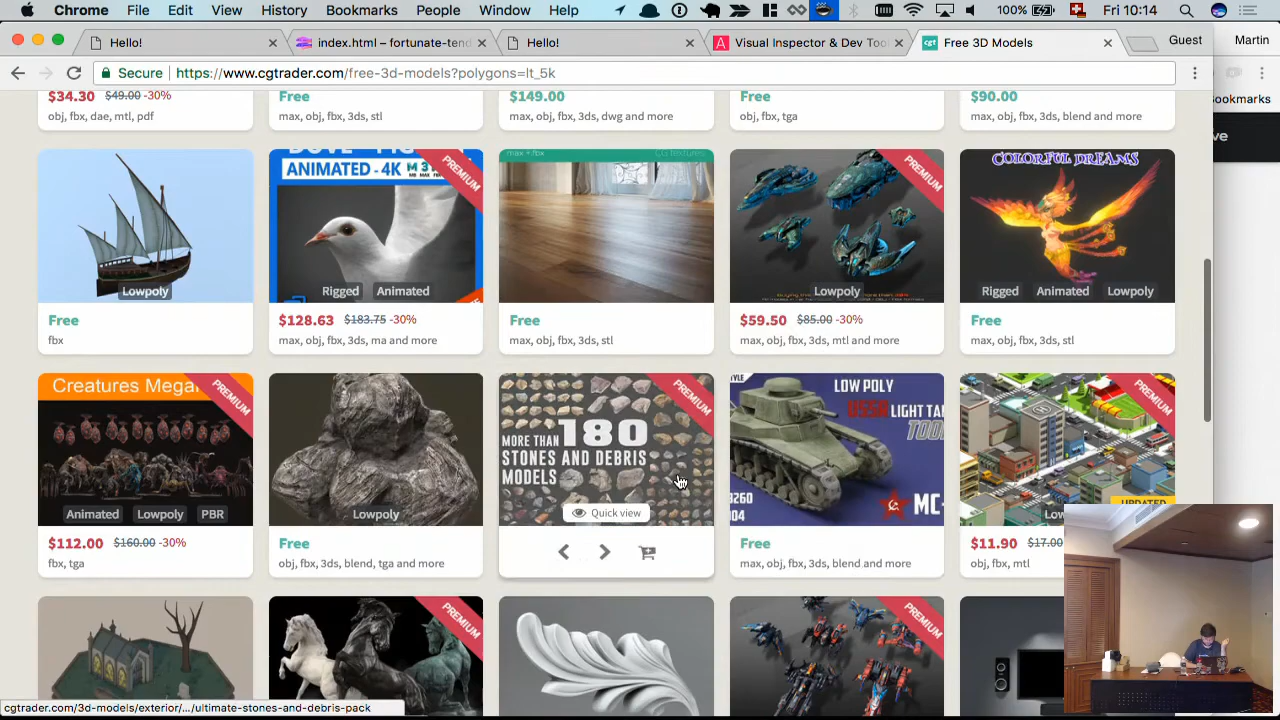 Chrome File Edit View History Bookmarks People Window Help 100% Fri 10:14
Hello! index.html – fortunate-tend Hello! Visual Inspector & Dev Tool Free 3D Models Guest Martin
Secure https://www.cgtrader.com/free-3d-models?polygons=lt_5k
ookmarks
$34.30 $49.00 -30% Free $149.00 Free $90.00
obj, fbx, dae, mtl, pdf max, obj, fbx, 3ds, stl max, obj, fbx, 3ds, dwg and more obj, fbx, tga max, obj, fbx, 3ds, blend and more
ANIMATED - 4K
PREMIUM
max + fbx
PREMIUM
COLORFUL DREAMS
Lowpoly Rigged Animated Lowpoly Rigged Animated Lowpoly
Free $128.63 $183.75 -30% Free $59.50 $85.00 -30% Free
fbx max, obj, fbx, 3ds, ma and more max, obj, fbx, 3ds, stl max, obj, fbx, 3ds, mtl and more max, obj, fbx, 3ds, stl
Creatures Mega
PREMIUM
MORE THAN 180
STONES AND DEBRIS
MODELS
PREMIUM
LOW POLY
USSR LIGHT TA
MC-
PREMIUM
UPDATED
Animated Lowpoly PBR Lowpoly Quick view
$112.00 $160.00 -30% Free Free $11.90 $17.00
fbx, tga obj, fbx, 3ds, blend, tga and more max, obj, fbx, 3ds, blend and more obj, mtl
PREMIUM
PREMIUM
cgtrader.com/3d-models/exterior/.../ultimate-stones-and-debris-pack